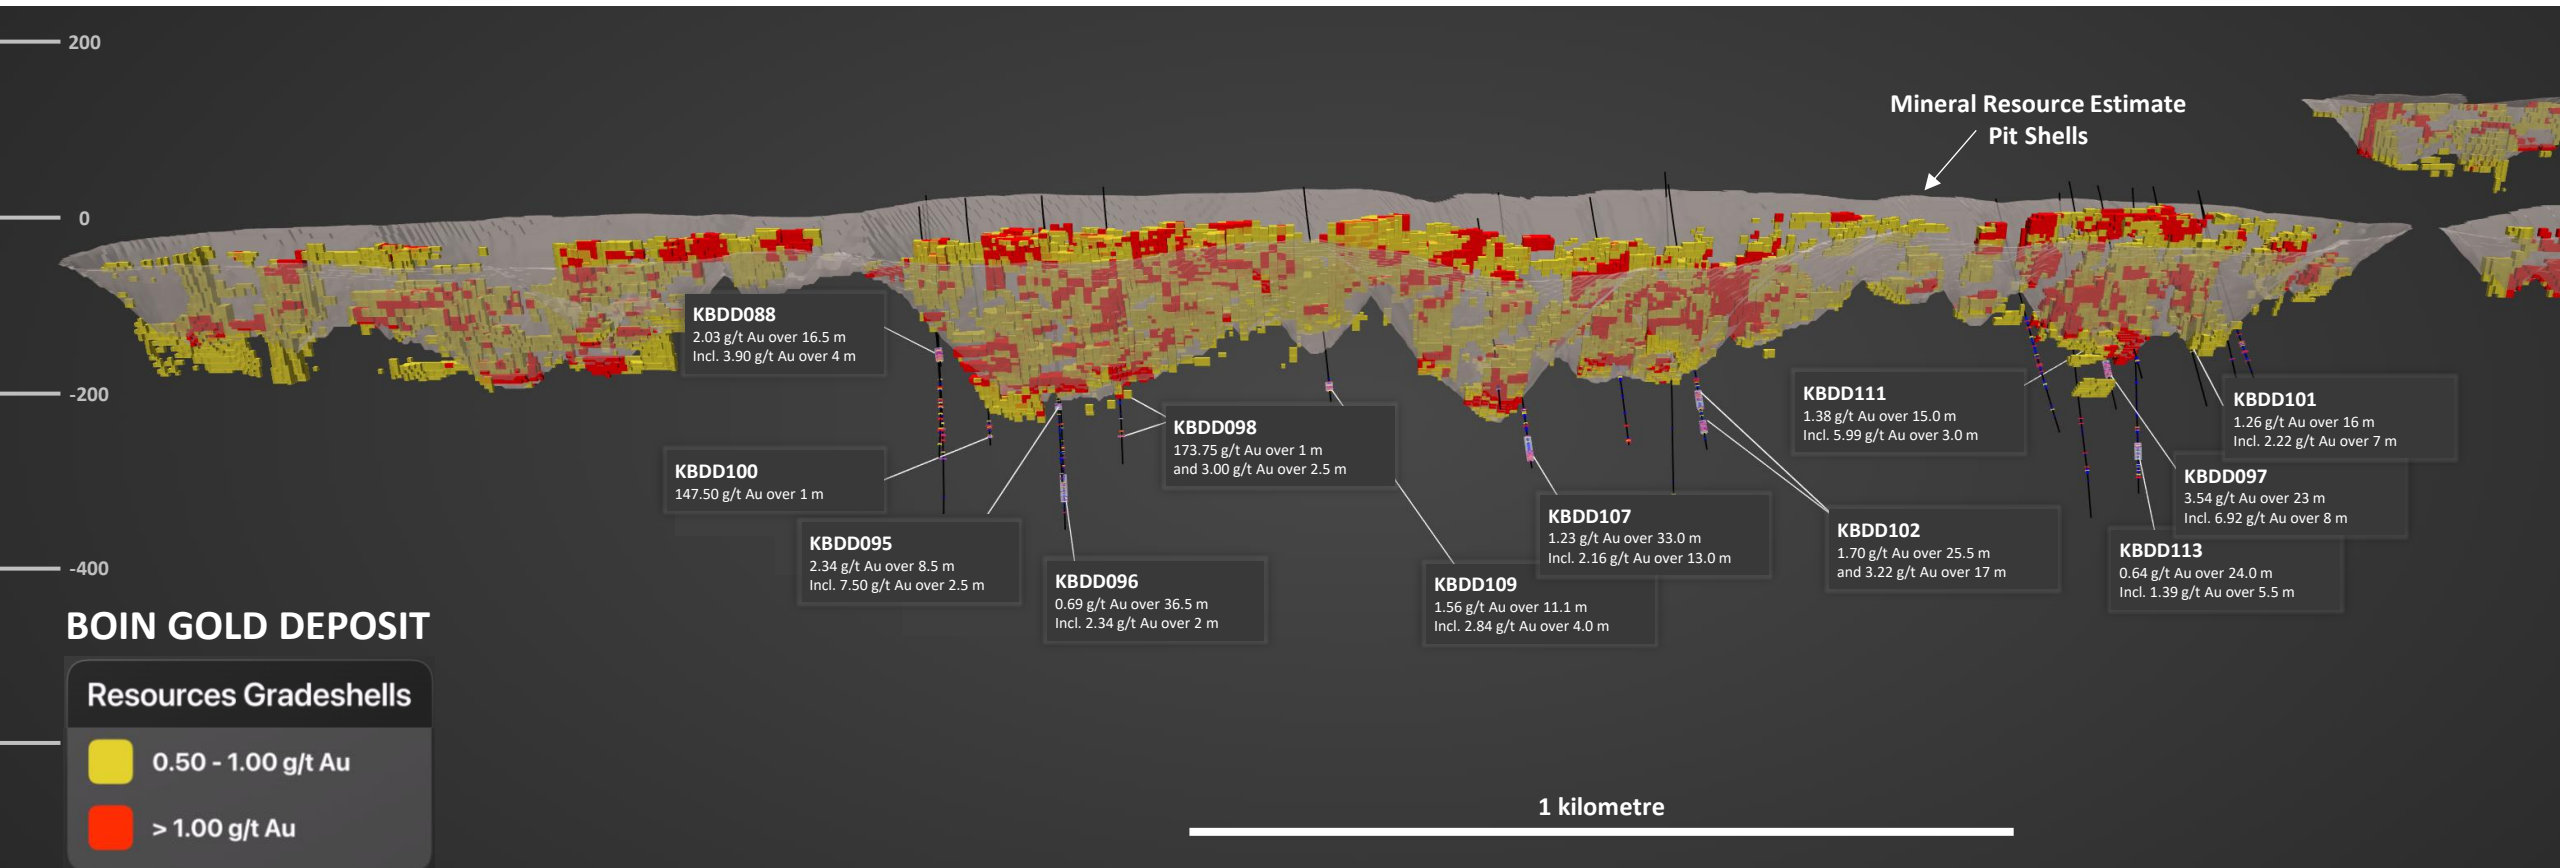 200
0
-200
-400
Mineral Resource Estimate
Pit Shells
KBDD088
2.03 g/t Au over 16.5 m
Incl. 3.90 g/t Au over 4 m
KBDD100
147.50 g/t Au over 1 m
KBDD095
2.34 g/t Au over 8.5 m
Incl. 7.50 g/t Au over 2.5 m
KBDD096
0.69 g/t Au over 36.5 m
Incl. 2.34 g/t Au over 2 m
KBDD098
173.75 g/t Au over 1 m
and 3.00 g/t Au over 2.5 m
KBDD109
1.56 g/t Au over 11.1 m
Incl. 2.84 g/t Au over 4.0 m
KBDD107
1.23 g/t Au over 33.0 m
Incl. 2.16 g/t Au over 13.0 m
KBDD102
1.70 g/t Au over 25.5 m
and 3.22 g/t Au over 17 m
KBDD111
1.38 g/t Au over 15.0 m
Incl. 5.99 g/t Au over 3.0 m
KBDD101
1.26 g/t Au over 16 m
Incl. 2.22 g/t Au over 7 m
KBDD097
3.54 g/t Au over 23 m
Incl. 6.92 g/t Au over 8 m
KBDD113
0.64 g/t Au over 24.0 m
Incl. 1.39 g/t Au over 5.5 m
BOIN GOLD DEPOSIT
Resources Gradeshells
0.50 - 1.00 g/t Au
> 1.00 g/t Au
1 kilometre